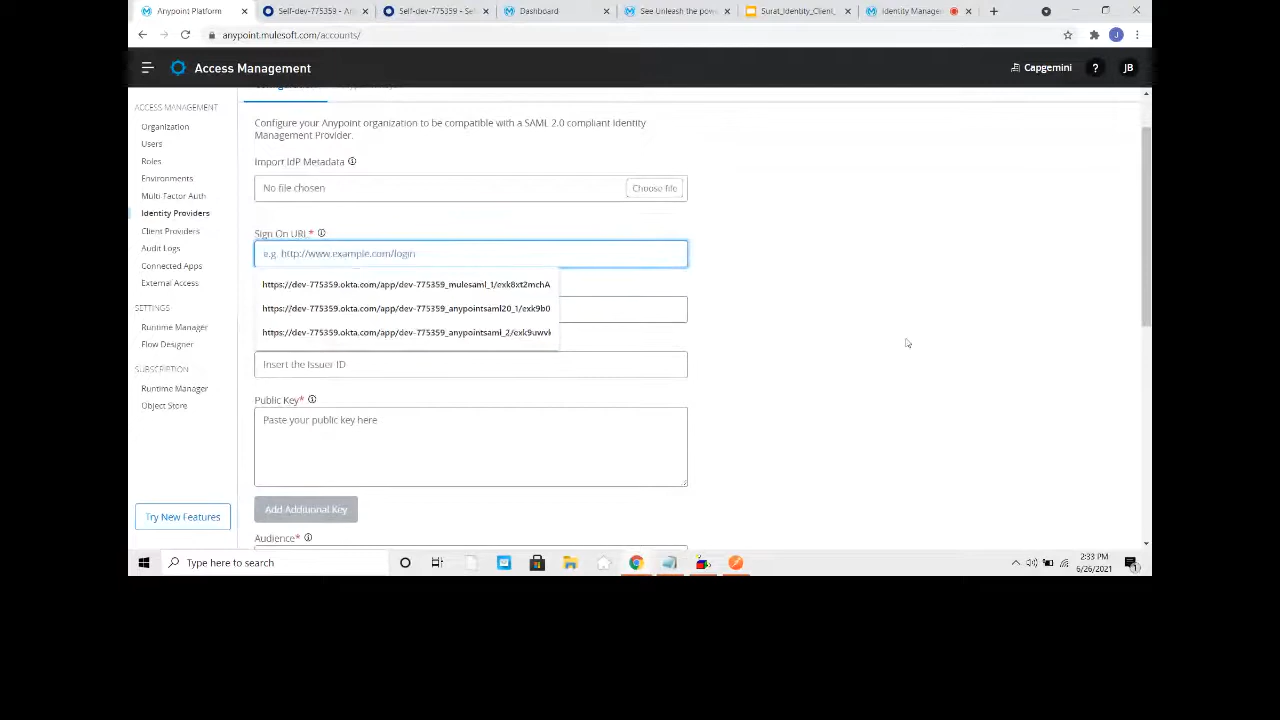 Anypoint Platform
Self-dev-775359 - 
Self-dev-775359 - 
Dashboard
See Unleash the pow
Surat_Identity_Client_
Identity Manage
anypoint.mulesoft.com/accounts/
J
Access Management
Capgemini
?
JB
ACCESS MANAGEMENT
Organization
Users
Roles
Environments
Multi Factor Auth
Identity Providers
Client Providers
Audit Logs
Connected Apps
External Access
SETTINGS
Runtime Manager
Flow Designer
SUBSCRIPTION
Runtime Manager
Object Store
Try New Features
Configure your Anypoint organization to be compatible with a SAML 2.0 compliant Identity
Management Provider.
Import IdP Metadata
No file chosen
Choose file
Sign On URL*
e.g. http://www.example.com/login
https://dev-775359.okta.com/app/dev-775359_mulesaml_1/exk8xt2mchA
https://dev-775359.okta.com/app/dev-775359_anypointsaml20_1/exk9b0
https://dev-775359.okta.com/app/dev-775359_anypointsaml_2/exk9uwvk
Insert the Issuer ID
Public Key*
Paste your public key here
Add Additional Key
Audience*
Type here to search
2:33 PM
6/26/2021